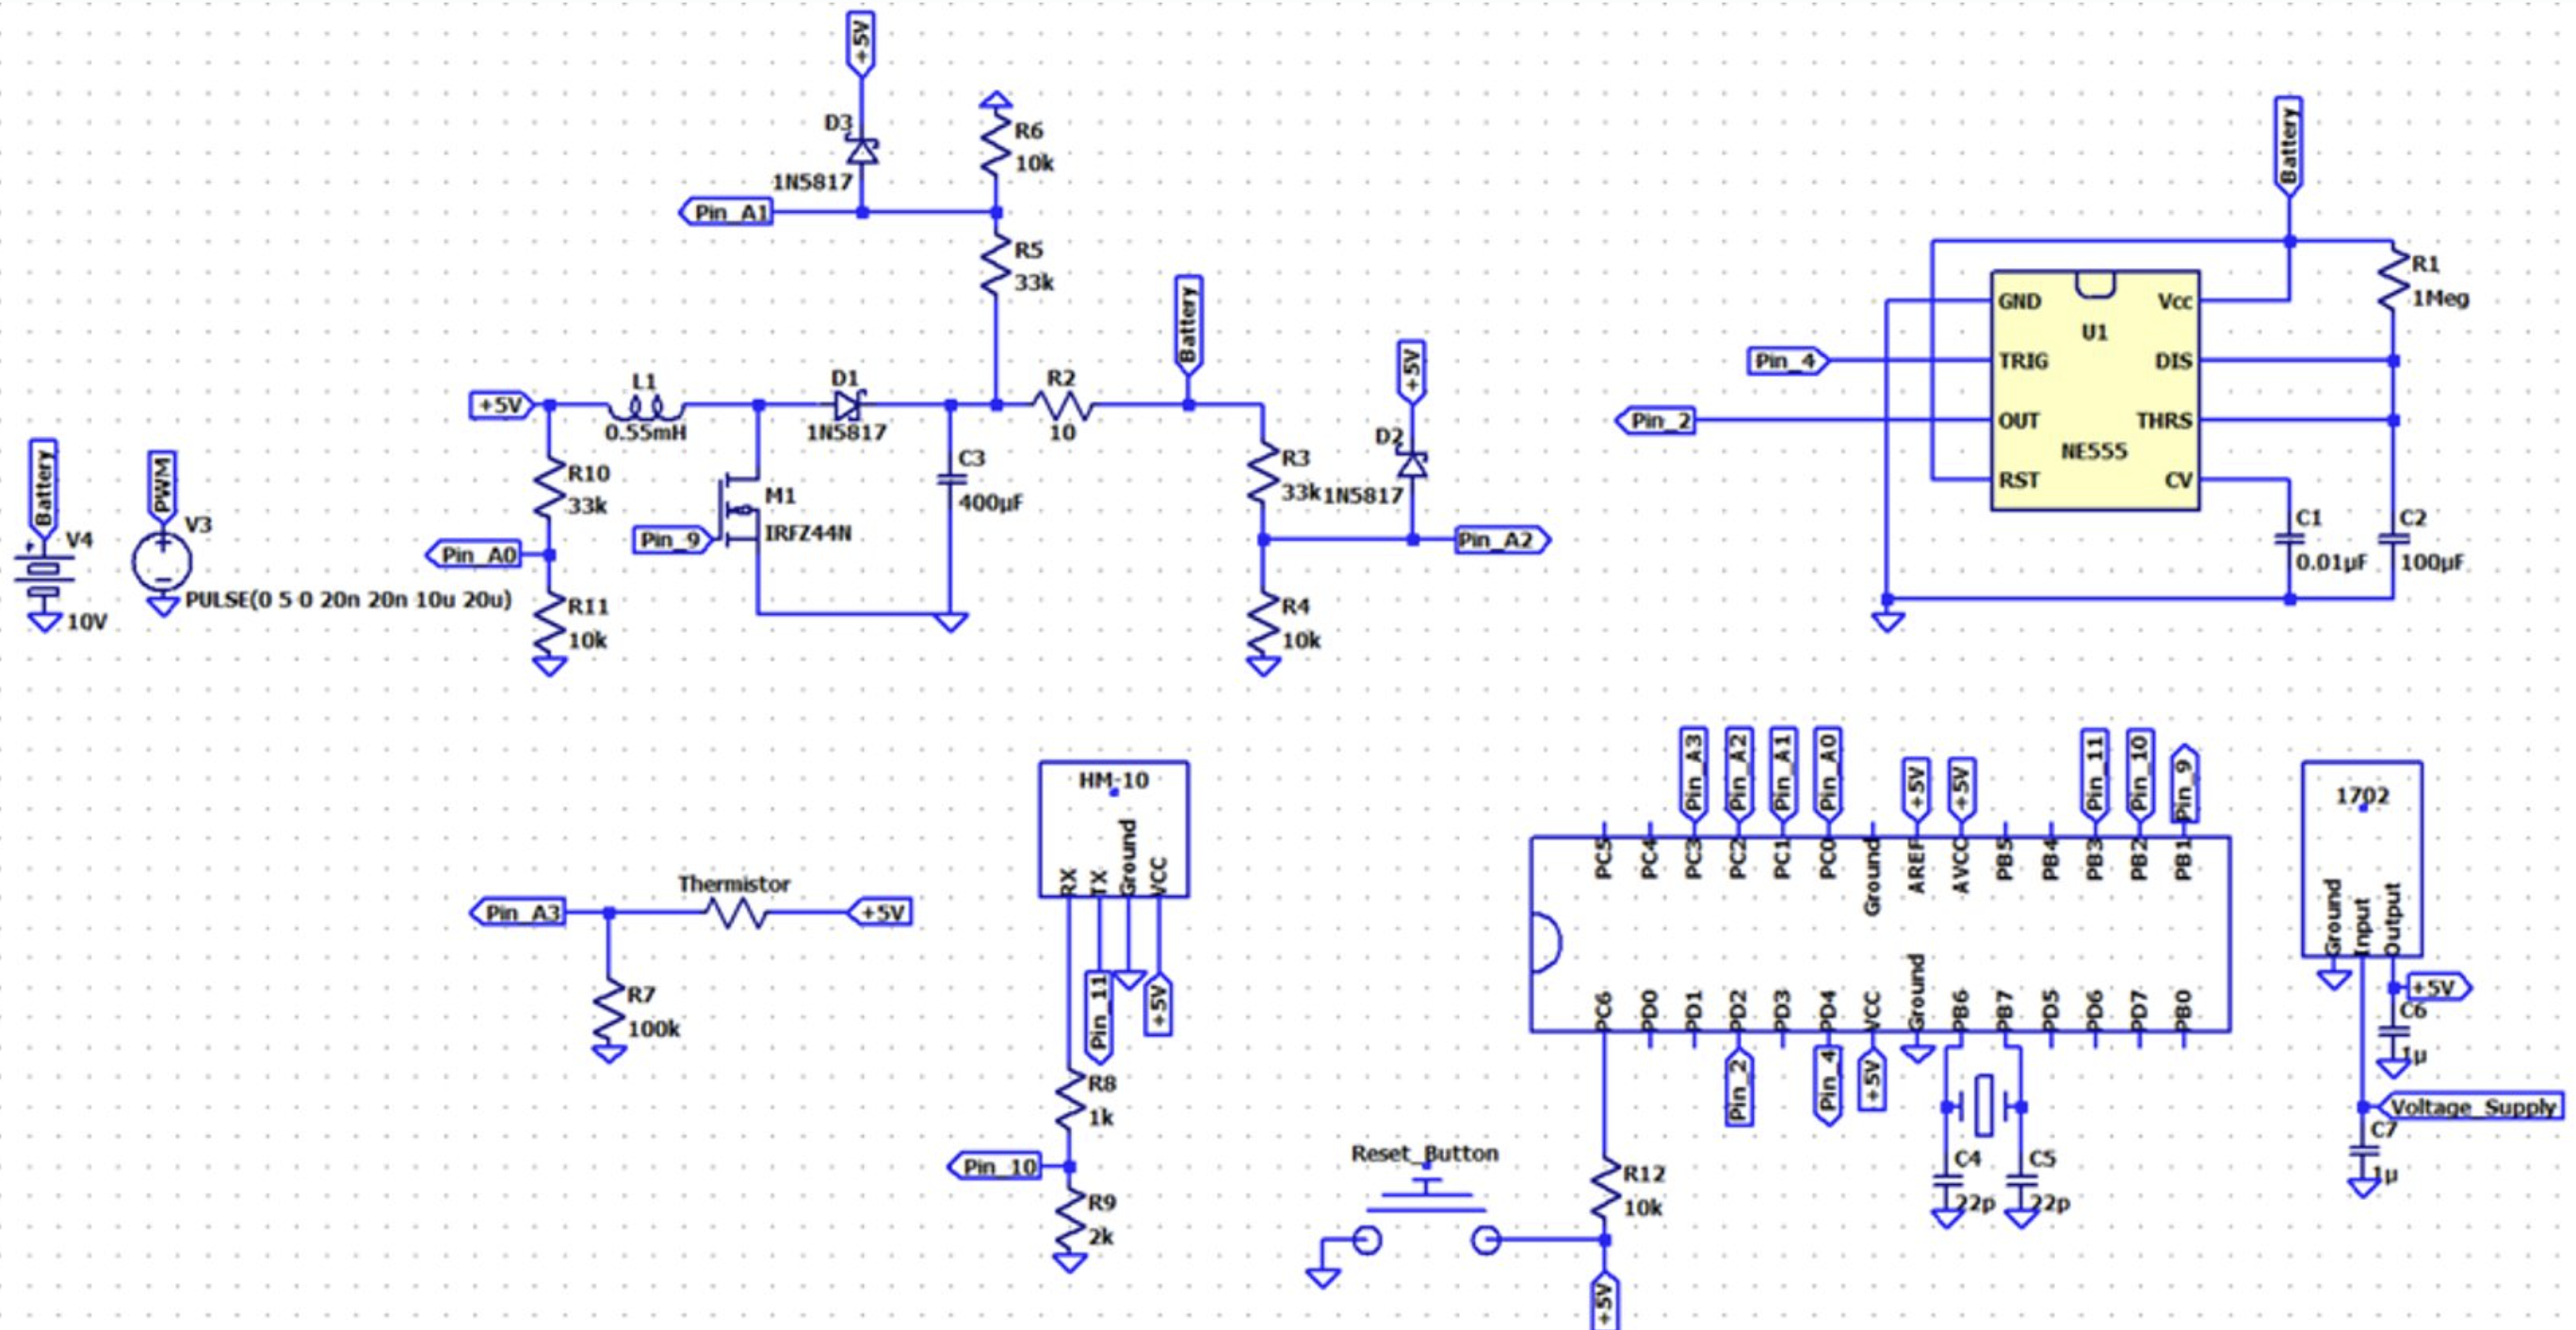 +5V
D3
1N5817
Pin_A1
R6
10k
R5
33k
Battery
+5V
L1
0.55mH
D1
1N5817
R2
10
C3
400µF
R10
33k
Pin_A0
R11
10k
Pin_9
M1
IRFZ44N
R3
33k
+5V
D2
1N5817
Pin_A2
R4
10k
Battery
V4
10V
PWM
V3
PULSE(0 5 0 20n 20n 10u 20u)
Battery
R1
1Meg
GND
Vcc
U1
TRIG
DIS
OUT
THRS
NE555
RST
CV
Pin_4
Pin_2
C1
0.01µF
C2
100µF
Thermistor
Pin_A3
+5V
R7
100k
HM-10
RX
TX
Ground
VCC
Pin_11
+5V
R8
1k
Pin_10
R9
2k
Pin_A3
Pin_A2
Pin_A1
Pin_A0
+5V
+5V
Pin_11
Pin_10
Pin_9
PC5
PC4
PC3
PC2
PC1
PC0
Ground
AREF
AVCC
PB5
PB4
PB3
PB2
PB1
PC6
PD0
PD1
PD2
PD3
PD4
VCC
Ground
PB6
PB7
PD5
PD6
PD7
PB0
Pin_2
Pin_4
+5V
C4
22p
C5
22p
Reset_Button
R12
10k
+5V
1702
Ground
Input
Output
+5V
C6
1µ
Voltage_Supply
C7
1µ